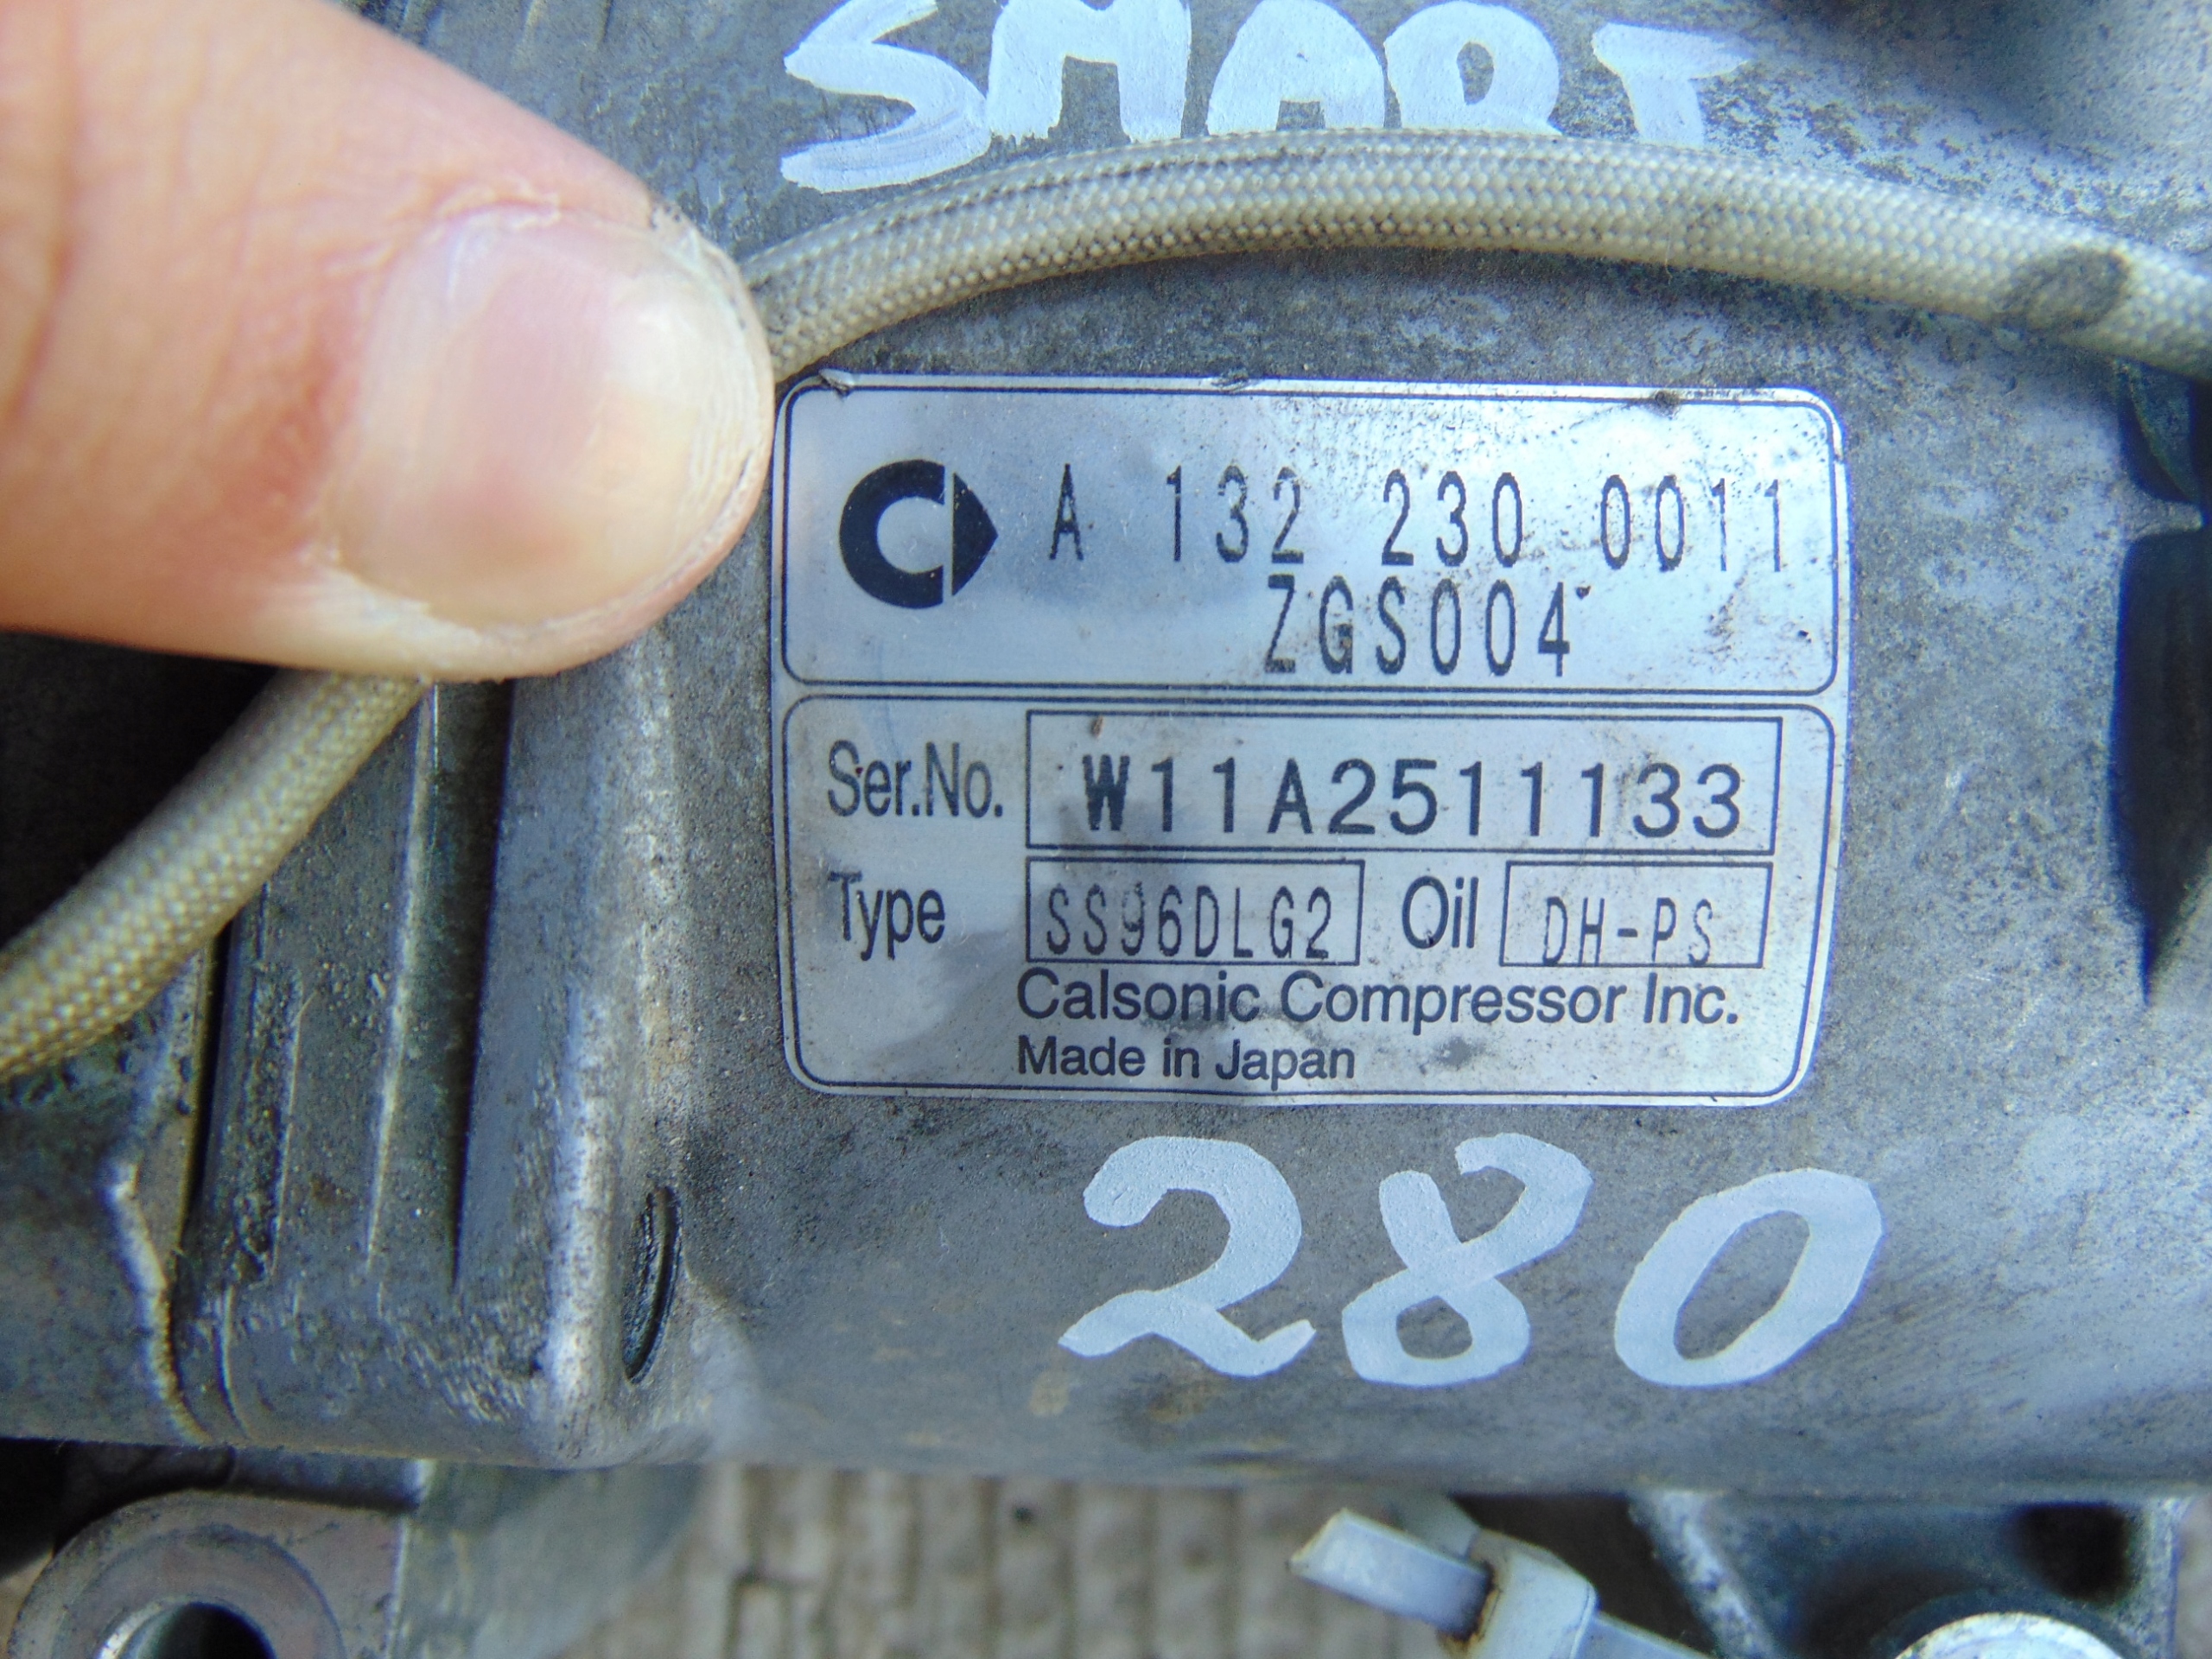 SMART
A 132 230 0011
ZGS004
Ser.No. W11A2511133
Type SS96DLG2 Oil DH-PS
Calsonic Compressor Inc.
Made in Japan
280